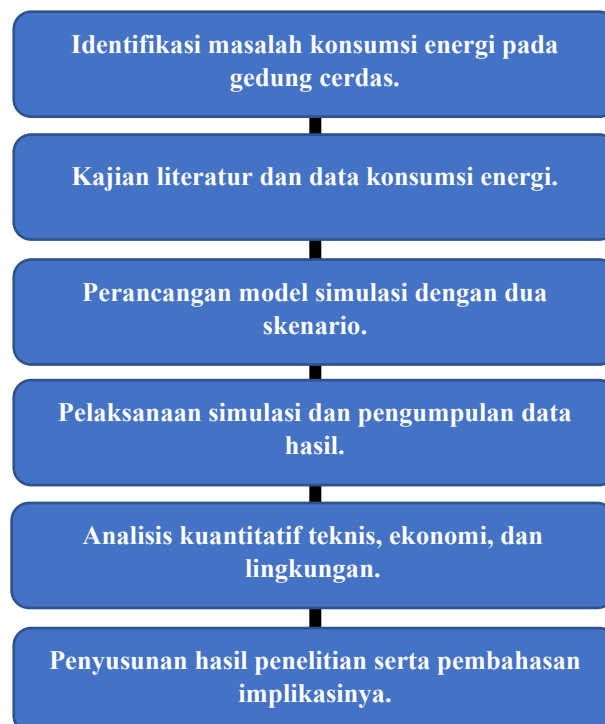 Identifikasi masalah konsumsi energi pada
gedung cerdas.
Kajian literatur dan data konsumsi energi.
Perancangan model simulasi dengan dua
skenario.
Pelaksanaan simulasi dan pengumpulan data
hasil.
Analisis kuantitatif teknis, ekonomi, dan
lingkungan.
Penyusunan hasil penelitian serta pembahasan
implikasinya.